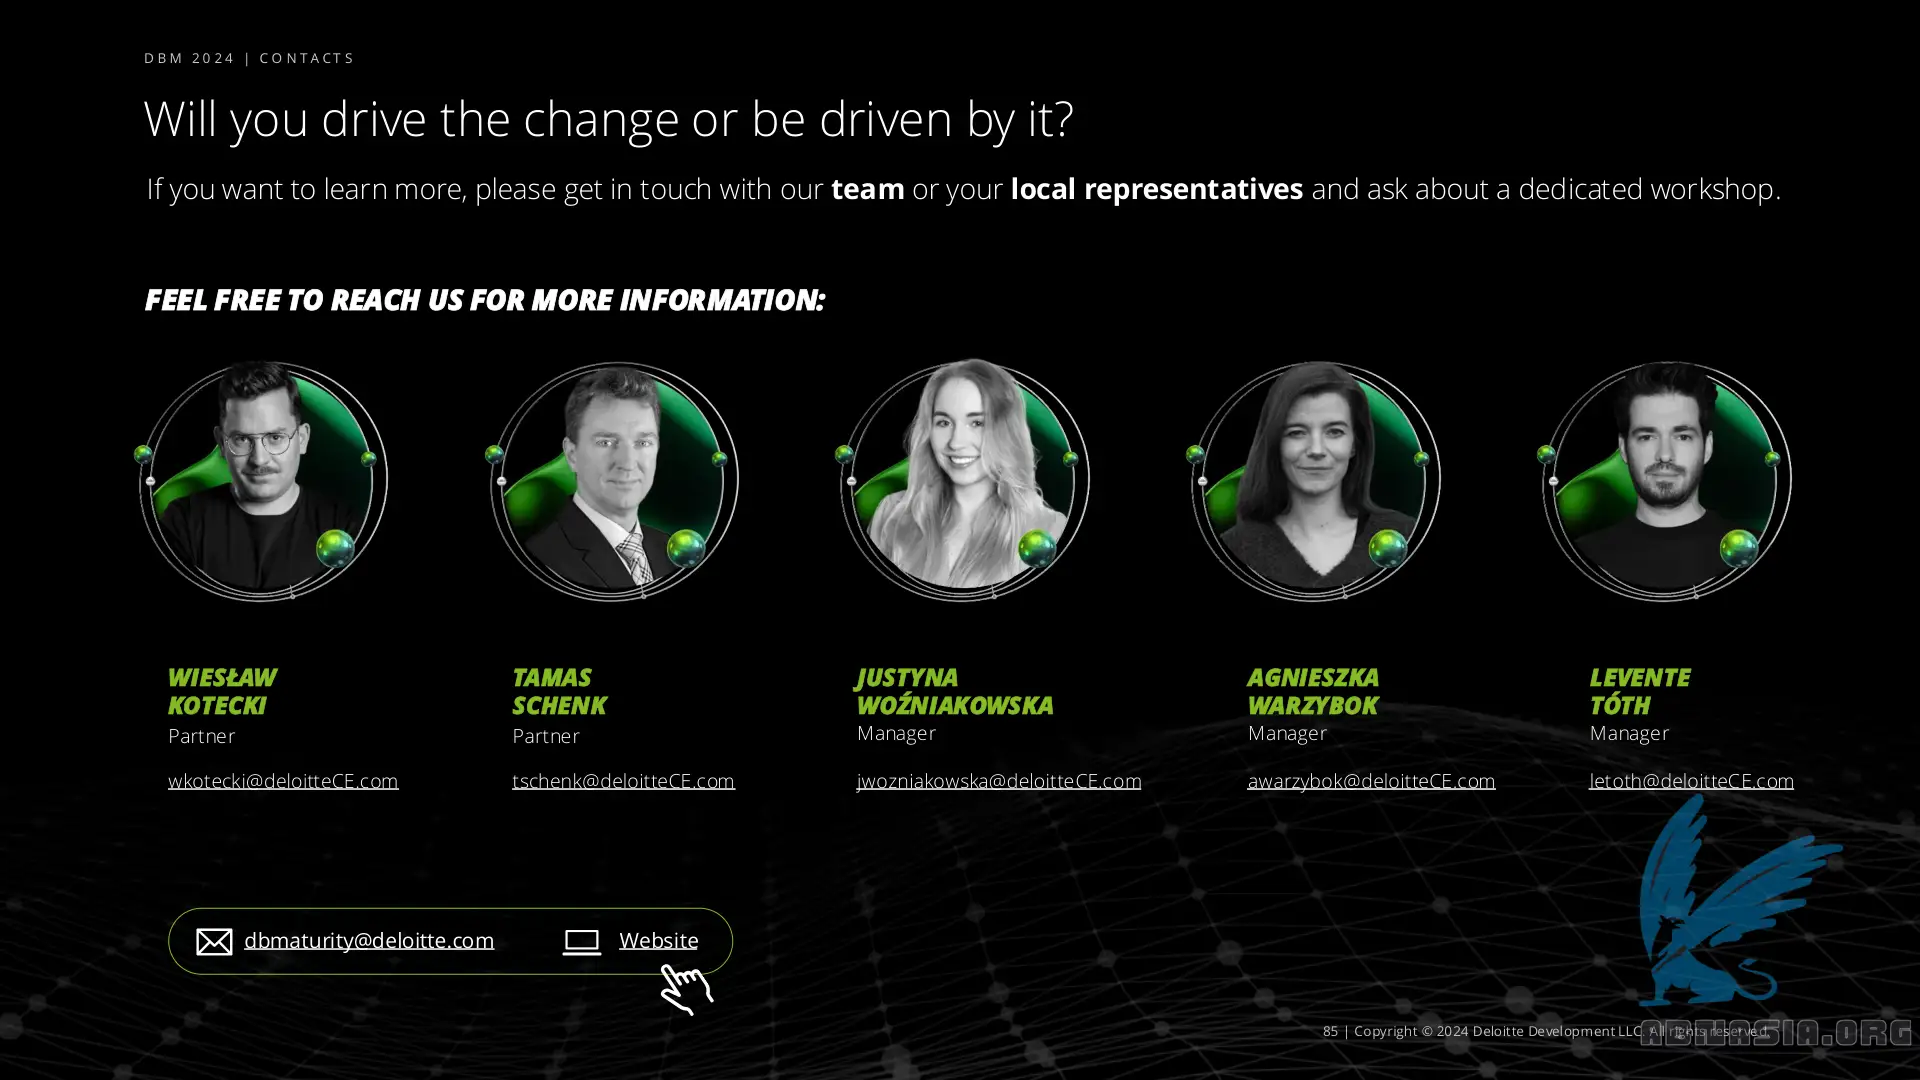 DBM 2024 | CONTACTS
Will you drive the change or be driven by it?
If you want to learn more, please get in touch with our team or your local representatives and ask about a dedicated workshop.
FEEL FREE TO REACH US FOR MORE INFORMATION:
WIESŁAW
KOTECKI
Partner
wkotecki@deloitteCE.com
TAMAS
SCHENK
Partner
tschenk@deloitteCE.com
JUSTYNA
WOŹNIAKOWSKA
Manager
jwozniakowska@deloitteCE.com
AGNIESZKA
WARZYBOK
Manager
awarzybok@deloitteCE.com
LEVENTE
TÓTH
Manager
letoth@deloitteCE.com
dbmaturity@deloitte.com
Website
85 | Copyright © 2024 Deloitte Development LLC. All rights reserved.
ABIVASIA.ORG